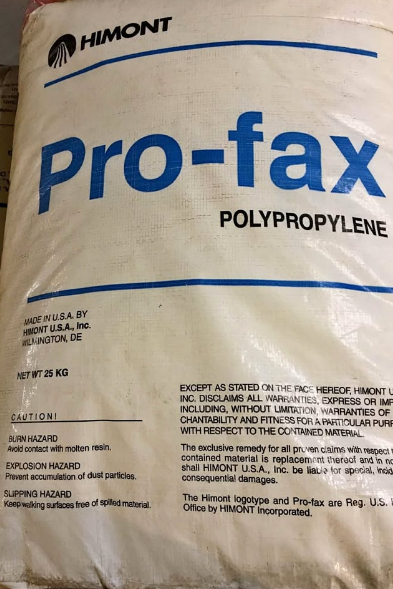 HIMONT
Pro-fax
POLYPROPYLENE
MADE IN U.S.A. BY
HIMONT U.S.A., Inc.
WILMINGTON, DE
NET WT 25 KG
CAUTION!
BURN HAZARD
Avoid contact with molten resin.
EXPLOSION HAZARD
Prevent accumulation of dust particles.
SLIPPING HAZARD
Keep walking surfaces free of spilled material.
EXCEPT AS STATED ON THE FACE HEREOF, HIMONT U
INC. DISCLAIMS ALL WARRANTIES, EXPRESS OR IMP
INCLUDING, WITHOUT LIMITATION, WARRANTIES OF
CHANTABILITY AND FITNESS FOR A PARTICULAR PURP
WITH RESPECT TO THE CONTAINED MATERIAL.
The exclusive remedy for all proven claims with respect t
contained material is replacement thereof and in no
shall HIMONT U.S.A., Inc. be liable for special, incid
consequential damages.
The Himont logotype and Pro-fax are Reg. U.S.
Office by HIMONT Incorporated.